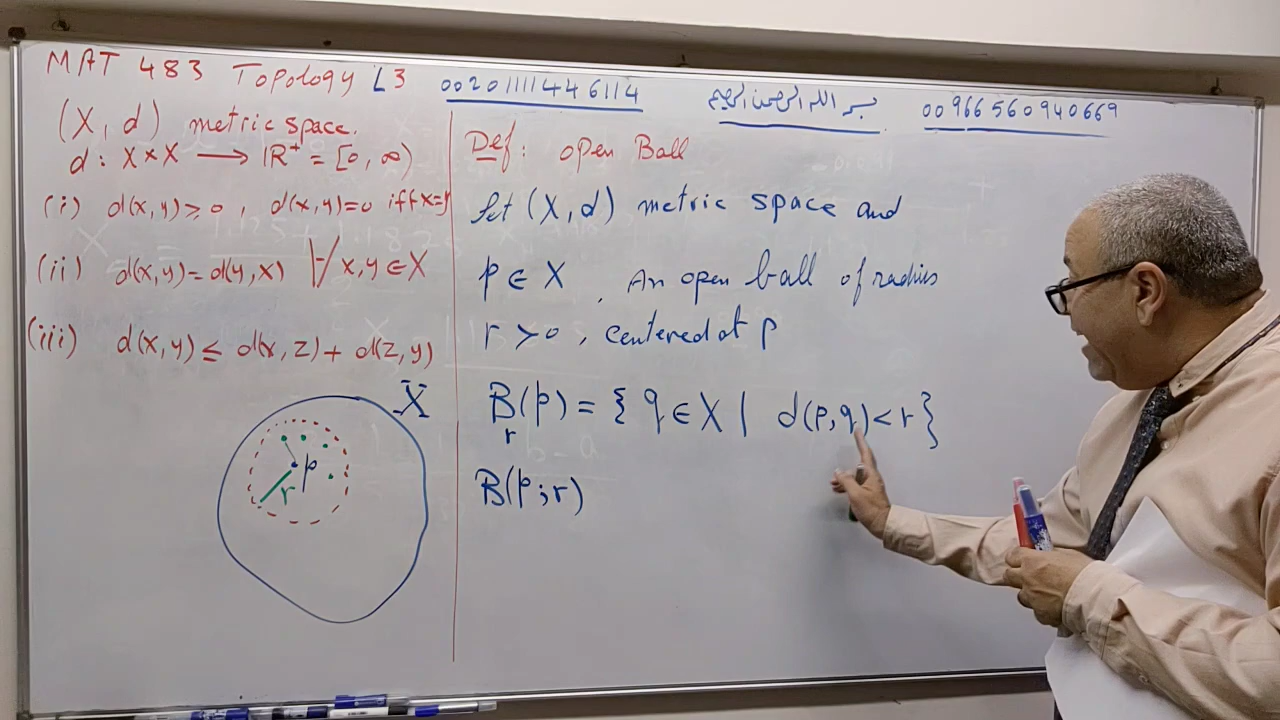 MAT 483 Topology L3
00201111446114
بسم الله الرحمن الرحيم
00966560940669
(X, d) metric space.
d : X × X ⟶ ℝ⁺ = [0, ∞)
(i) d(x,y) ≥ 0 , d(x,y)=0 iff x=y
(ii) d(x,y) = d(y,x) ∀ x,y ∈ X
(iii) d(x,y) ≤ d(x,z) + d(z,y)
X
p
r
Def : open Ball
Let (X,d) metric space and
p ∈ X , An open ball of radius
r > 0 , centered at p
Bᵣ(p) = { q ∈ X | d(p,q) < r }
B(p;r)